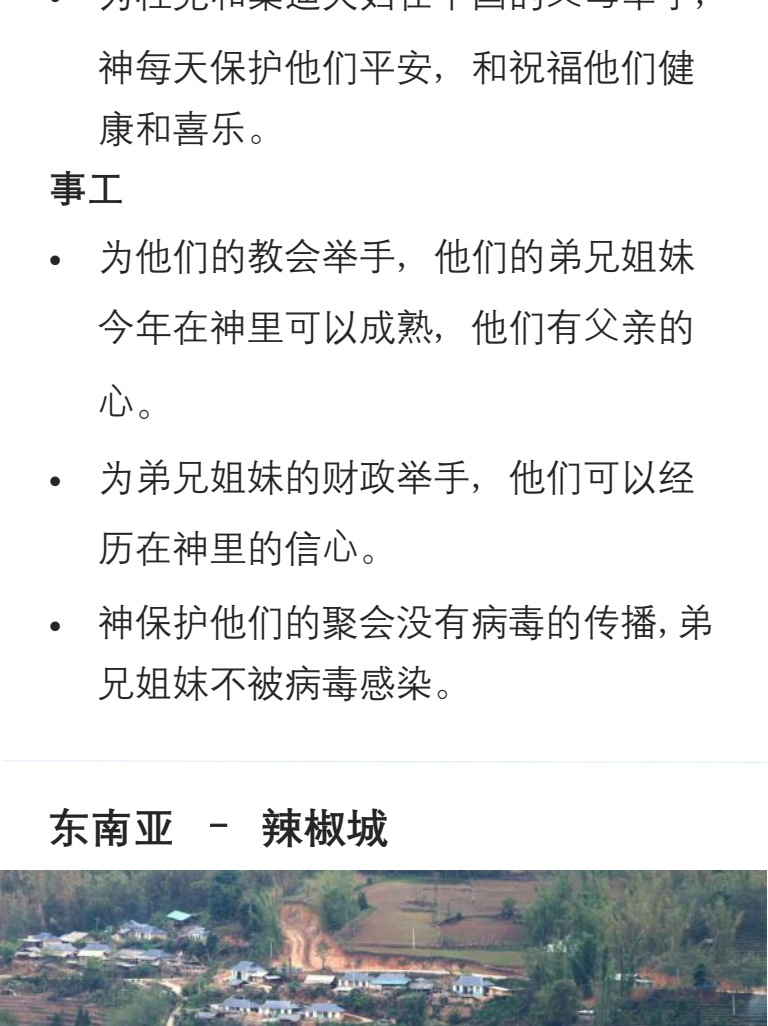 神每天保护他们平安, 和祝福他们健
康和喜乐。
事工
• 为他们的教会举手, 他们的弟兄姐妹
今年在神里可以成熟, 他们有父亲的
心。
• 为弟兄姐妹的财政举手, 他们可以经
历在神里的信心。
• 神保护他们的聚会没有病毒的传播, 弟
兄姐妹不被病毒感染。
东南亚 - 辣椒城